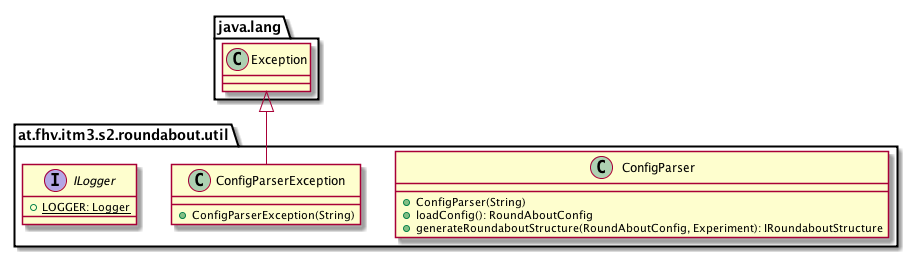 java.lang
C Exception
at.fhv.itm3.s2.roundabout.util
I ILogger
LOGGER: Logger
C ConfigParserException
ConfigParserException(String)
C ConfigParser
ConfigParser(String)
loadConfig(): RoundAboutConfig
generateRoundaboutStructure(RoundAboutConfig, Experiment): IRoundaboutStructure